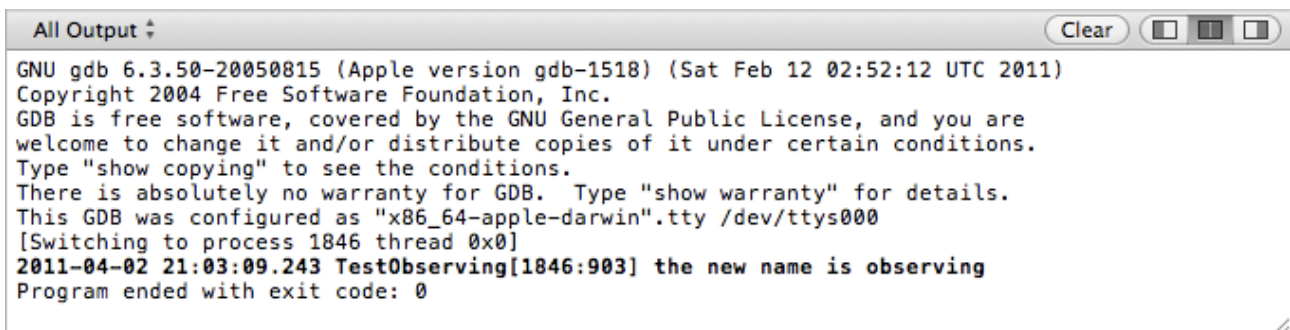 All Output
Clear
GNU gdb 6.3.50-20050815 (Apple version gdb-1518) (Sat Feb 12 02:52:12 UTC 2011)
Copyright 2004 Free Software Foundation, Inc.
GDB is free software, covered by the GNU General Public License, and you are
welcome to change it and/or distribute copies of it under certain conditions.
Type "show copying" to see the conditions.
There is absolutely no warranty for GDB.  Type "show warranty" for details.
This GDB was configured as "x86_64-apple-darwin".tty /dev/ttys000
[Switching to process 1846 thread 0x0]
2011-04-02 21:03:09.243 TestObserving[1846:903] the new name is observing
Program ended with exit code: 0